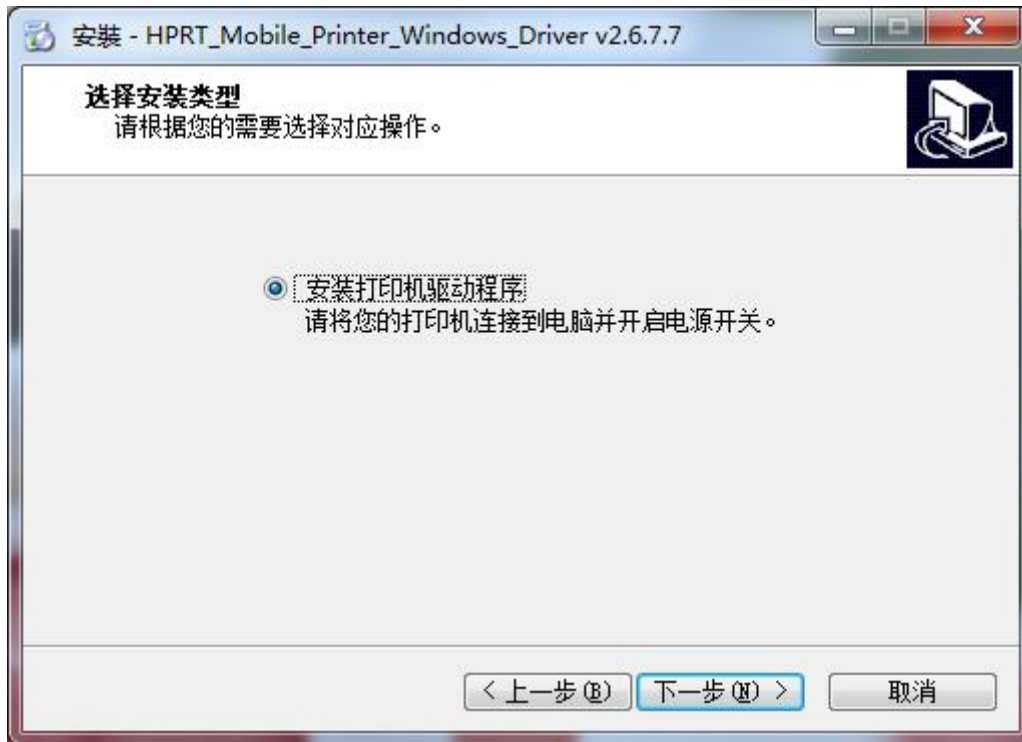 安裝 - HPRT_Mobile_Printer_Windows_Driver v2.6.7.7
选择安装类型
请根据您的需要选择对应操作。
安装打印机驱动程序
请将您的打印机连接到电脑并开启电源开关。
< 上一步(B) 下一步(N) > 取消